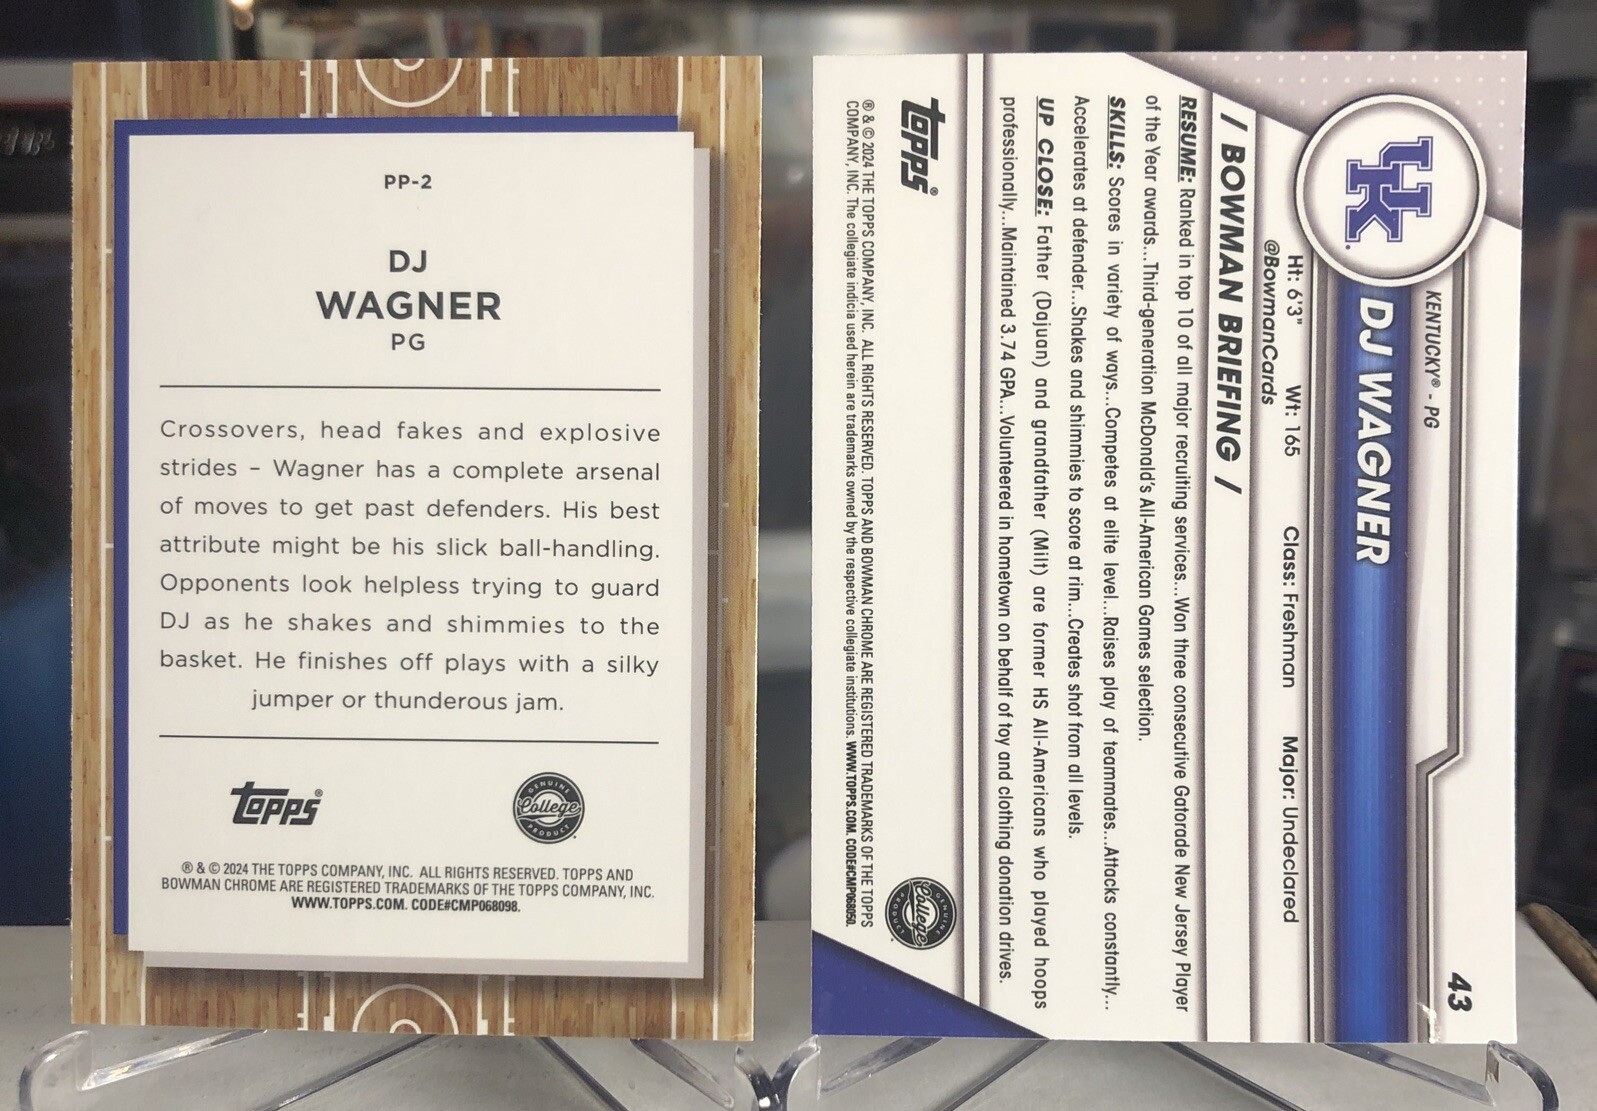 PP-2
DJ
WAGNER
PG
Crossovers, head fakes and explosive
strides – Wagner has a complete arsenal
of moves to get past defenders. His best
attribute might be his slick ball-handling.
Opponents look helpless trying to guard
DJ as he shakes and shimmies to the
basket. He finishes off plays with a silky
jumper or thunderous jam.
topps®
GENUINE
College
PRODUCT
® & © 2024 THE TOPPS COMPANY, INC. ALL RIGHTS RESERVED. TOPPS AND
BOWMAN CHROME ARE REGISTERED TRADEMARKS OF THE TOPPS COMPANY, INC.
WWW.TOPPS.COM. CODE#CMP068098.
43
KENTUCKY® - PG
UK
DJ WAGNER
Ht: 6'3" Wt: 165 Class: Freshman Major: Undeclared
@BowmanCards
/ BOWMAN BRIEFING /
RESUME: Ranked in top 10 of all major recruiting services...Won three consecutive Gatorade New Jersey Player
of the Year awards...Third-generation McDonald's All-American Games selection.
SKILLS: Scores in variety of ways...Competes at elite level...Raises play of teammates...Attacks constantly...
Accelerates at defender...Shakes and shimmies to score at rim...Creates shot from all levels.
UP CLOSE: Father (Dajuan) and grandfather (Milt) are former HS All-Americans who played hoops
professionally...Maintained 3.74 GPA...Volunteered in hometown on behalf of toy and clothing donation drives.
topps®
GENUINE
College
PRODUCT
® & © 2024 THE TOPPS COMPANY, INC. ALL RIGHTS RESERVED. TOPPS AND BOWMAN CHROME ARE REGISTERED TRADEMARKS OF THE TOPPS
COMPANY, INC. The collegiate indicia used herein are trademarks owned by the respective collegiate institutions. WWW.TOPPS.COM. CODE#CMP068050.